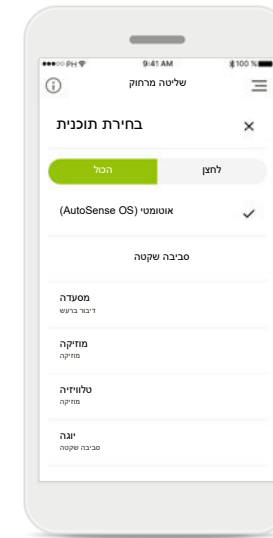 PH 9:41 AM 100 %
שליטה מרחוק
בחירת תוכנית
הכול לחצן
אוטומטי (AutoSense OS)
סביבה שקטה
מסעדה
דיבור ברעש
מוזיקה
מוזיקה
טלוויזיה
מוזיקה
יוגה
סביבה שקטה